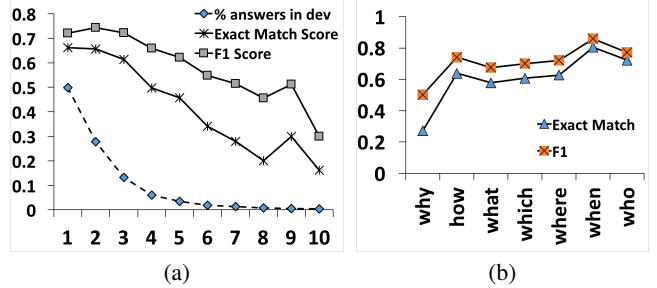 0.8
0.7
0.6
0.5
0.4
0.3
0.2
0.1
0
1 2 3 4 5 6 7 8 9 10
% answers in dev
Exact Match Score
F1 Score
(a)
1
0.8
0.6
0.4
0.2
0
why how what which where when who
Exact Match
F1
(b)